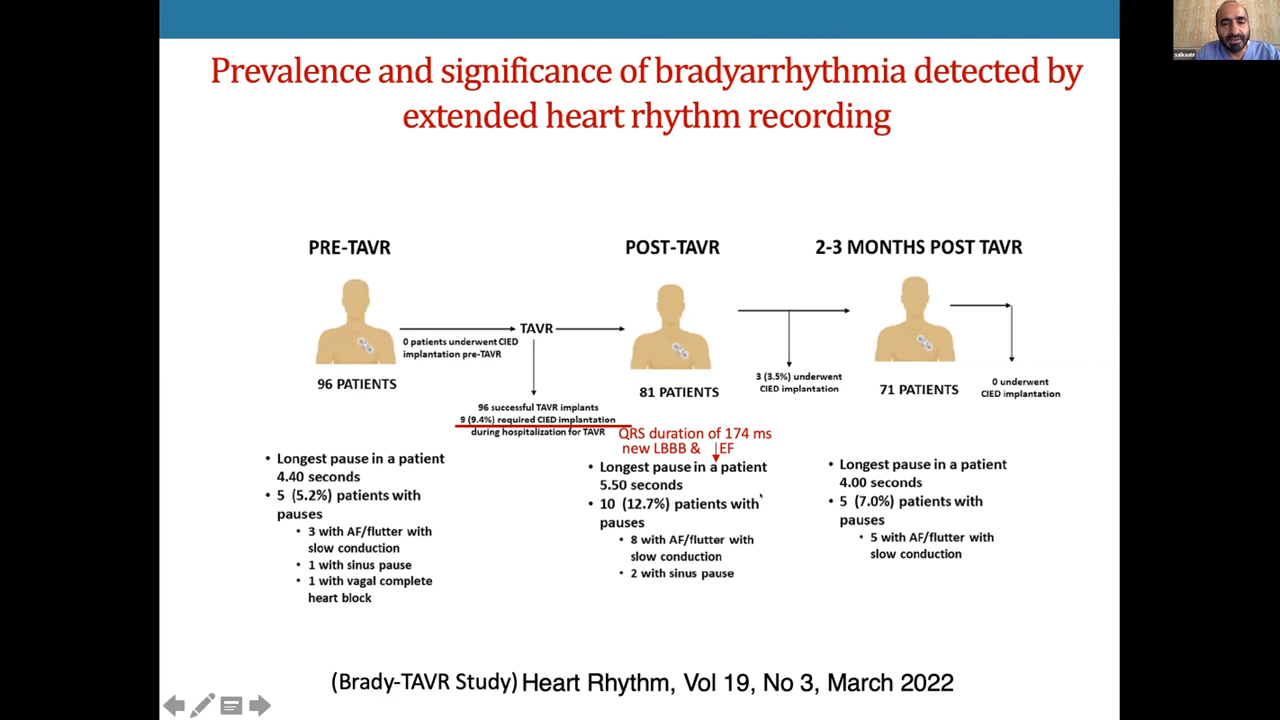 Prevalence and significance of bradyarrhythmia detected by
extended heart rhythm recording
PRE-TAVR
POST-TAVR
2-3 MONTHS POST TAVR
TAVR
0 patients underwent CIED
implantation pre-TAVR
96 PATIENTS
81 PATIENTS
3 (3.5%) underwent
CIED implantation
71 PATIENTS
0 underwent
CIED implantation
96 successful TAVR implants
9 (9.4%) required CIED implantation
during hospitalization for TAVR
QRS duration of 174 ms
new LBBB & ↓EF
• Longest pause in a patient
4.40 seconds
• 5 (5.2%) patients with
pauses
• 3 with AF/flutter with
slow conduction
• 1 with sinus pause
• 1 with vagal complete
heart block
• Longest pause in a patient
5.50 seconds
• 10 (12.7%) patients with
pauses
• 8 with AF/flutter with
slow conduction
• 2 with sinus pause
• Longest pause in a patient
4.00 seconds
• 5 (7.0%) patients with
pauses
• 5 with AF/flutter with
slow conduction
(Brady-TAVR Study) Heart Rhythm, Vol 19, No 3, March 2022